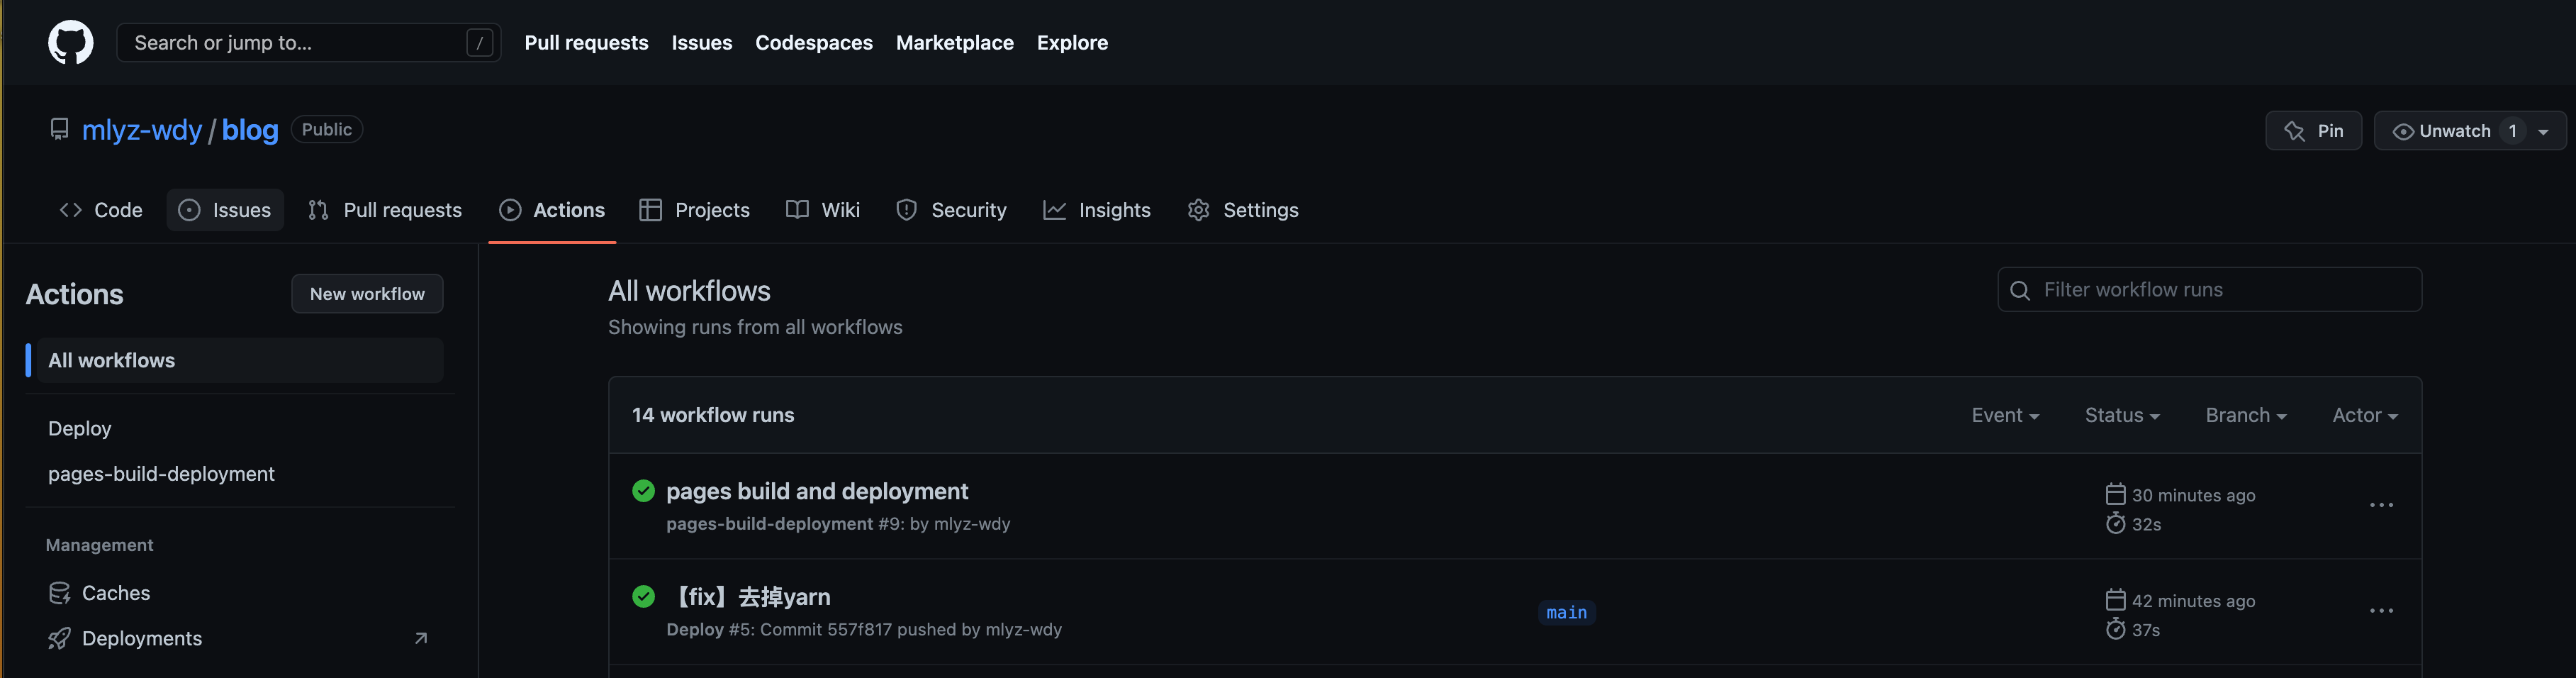 Search or jump to... / Pull requests Issues Codespaces Marketplace Explore
mlyz-wdy / blog Public Pin Unwatch 1
Code Issues Pull requests Actions Projects Wiki Security Insights Settings
Actions New workflow
All workflows
Deploy
pages-build-deployment
Management
Caches
Deployments
All workflows
Showing runs from all workflows
Filter workflow runs
14 workflow runs Event Status Branch Actor
pages build and deployment
pages-build-deployment #9: by mlyz-wdy
30 minutes ago
32s
【fix】去掉yarn
Deploy #5: Commit 557f817 pushed by mlyz-wdy
main
42 minutes ago
37s